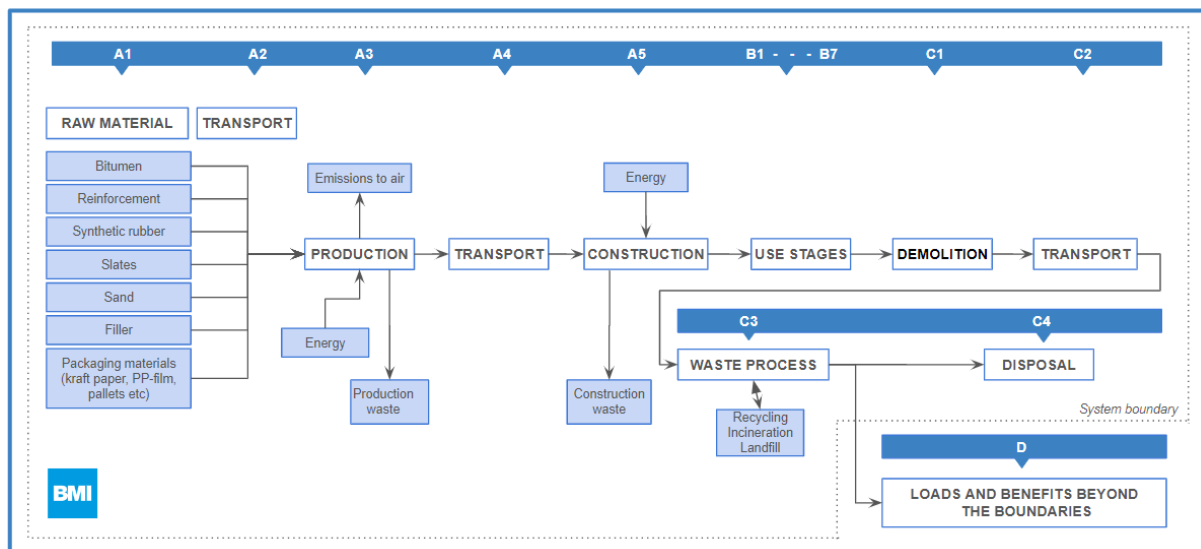 A1 A2 A3 A4 A5 B1 - - - B7 C1 C2
RAW MATERIAL TRANSPORT
Bitumen
Reinforcement
Synthetic rubber
Slates
Sand
Filler
Packaging materials
(kraft paper, PP-film,
pallets etc)
Emissions to air
PRODUCTION
Energy
Production
waste
TRANSPORT
Energy
CONSTRUCTION
Construction
waste
USE STAGES
DEMOLITION
TRANSPORT
C3 C4
WASTE PROCESS
DISPOSAL
Recycling
Incineration
Landfill
System boundary
D
LOADS AND BENEFITS BEYOND
THE BOUNDARIES
BMI